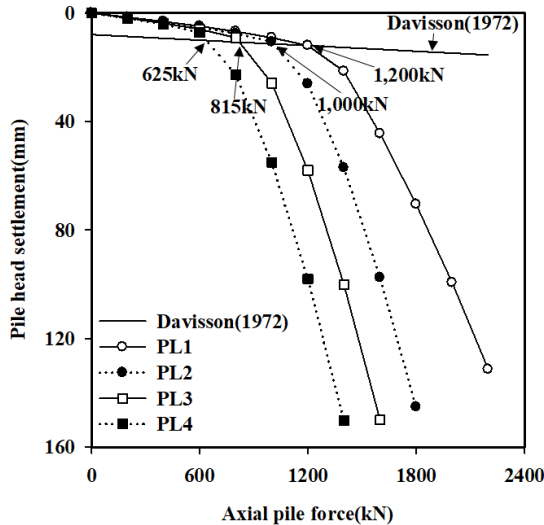 0
Davisson(1972)
625kN
1,200kN
815kN
1,000kN
40
80
120
160
Pile head settlement(mm)
Davisson(1972)
PL1
PL2
PL3
PL4
0 600 1200 1800 2400
Axial pile force(kN)